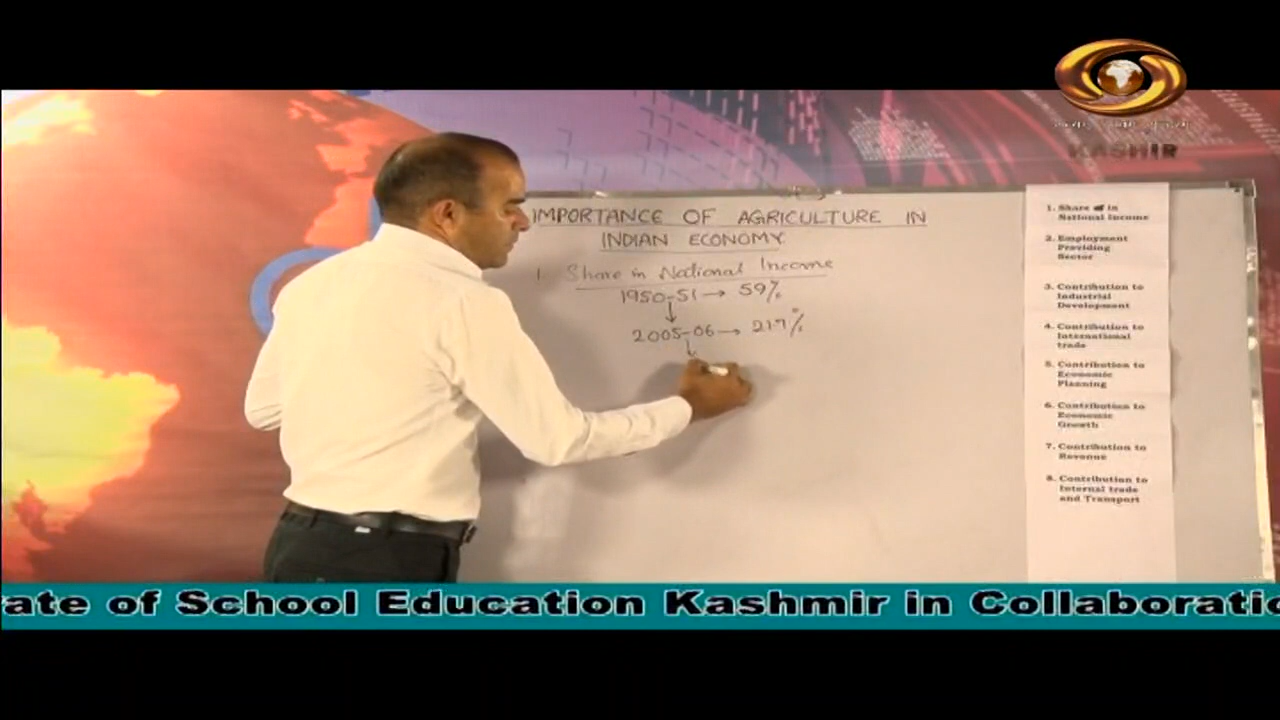 KASHIR
IMPORTANCE OF AGRICULTURE IN
INDIAN ECONOMY
1 Share in National Income
1950-51 → 59%
↓
2005-06 → 21.7%
↓
1. Share in
National Income
2. Employment
Providing
Sector
3. Contribution to
Industrial
Development
4. Contribution to
International
trade
5. Contribution to
Economic
Planning
6. Contribution to
Economic
Growth
7. Contribution to
Revenue
8. Contribution to
Internal trade
and Transport
ate of School Education Kashmir in Collaboratio